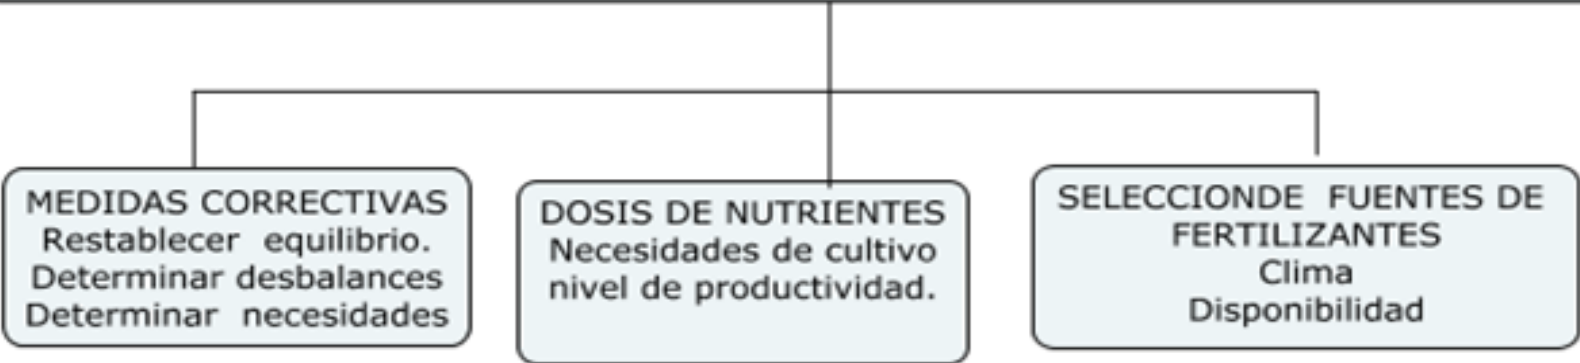 MEDIDAS CORRECTIVAS
Restablecer equilibrio.
Determinar desbalances
Determinar necesidades
DOSIS DE NUTRIENTES
Necesidades de cultivo
nivel de productividad.
SELECCIONDE FUENTES DE
FERTILIZANTES
Clima
Disponibilidad